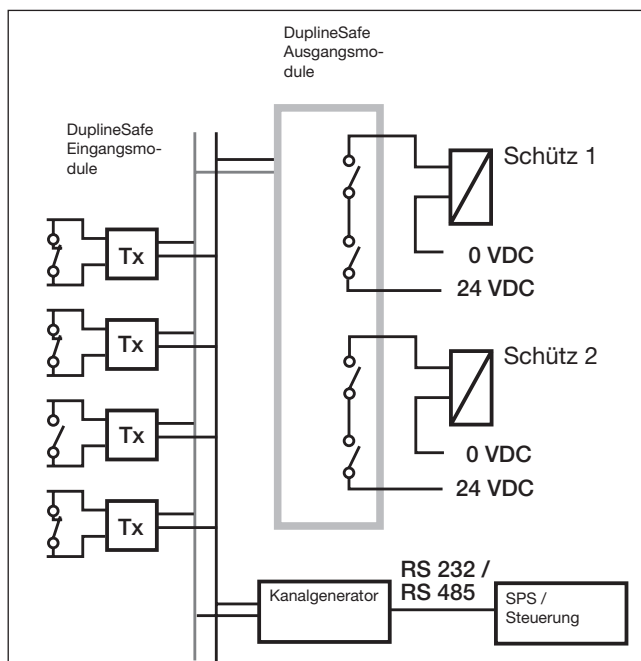 DuplineSafe
Ausgangsmo-
dule
DuplineSafe
Eingangsmo-
dule
Schütz 1
Tx
0 VDC
24 VDC
Tx
Schütz 2
Tx
0 VDC
24 VDC
Tx
RS 232 /
RS 485
Kanalgenerator
SPS /
Steuerung